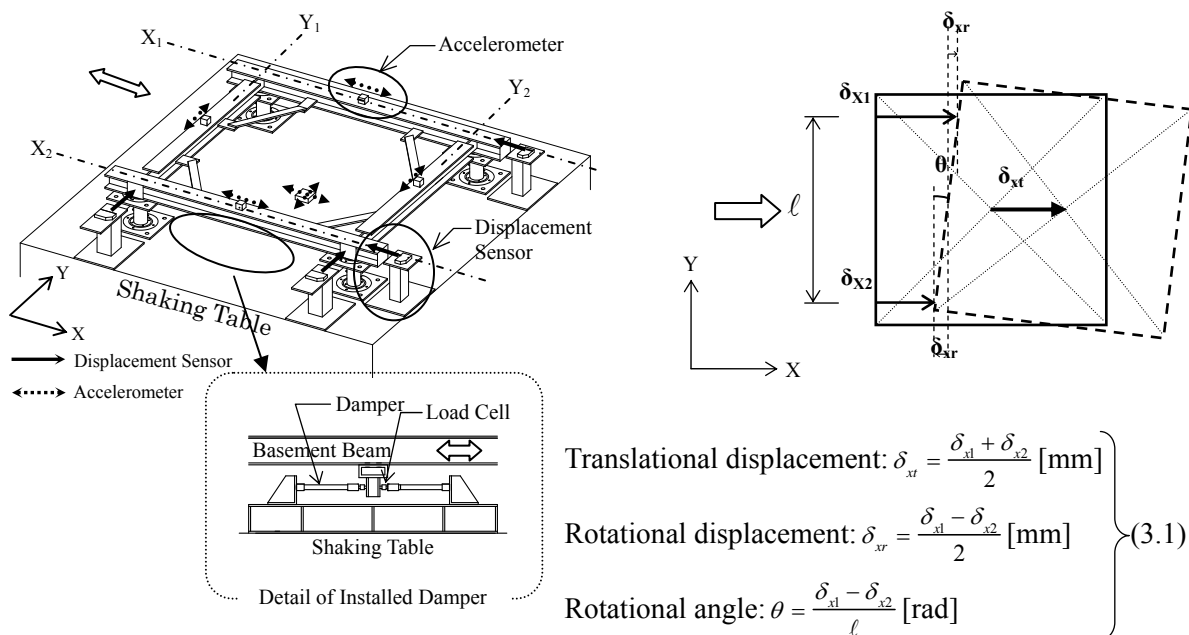 X₁
Y₁
Accelerometer
Y₂
X₂
Displacement
Sensor
Shaking Table
Y
X
Displacement Sensor
Accelerometer
Damper
Load Cell
Basement Beam
Shaking Table
Detail of Installed Damper
δxr
δX1
θ
δxt
ℓ
δX2
δxr
Y
X
Translational displacement: δxt = (δx1 + δx2)/2 [mm]
Rotational displacement: δxr = (δx1 − δx2)/2 [mm]
(3.1)
Rotational angle: θ = (δx1 − δx2)/ℓ [rad]